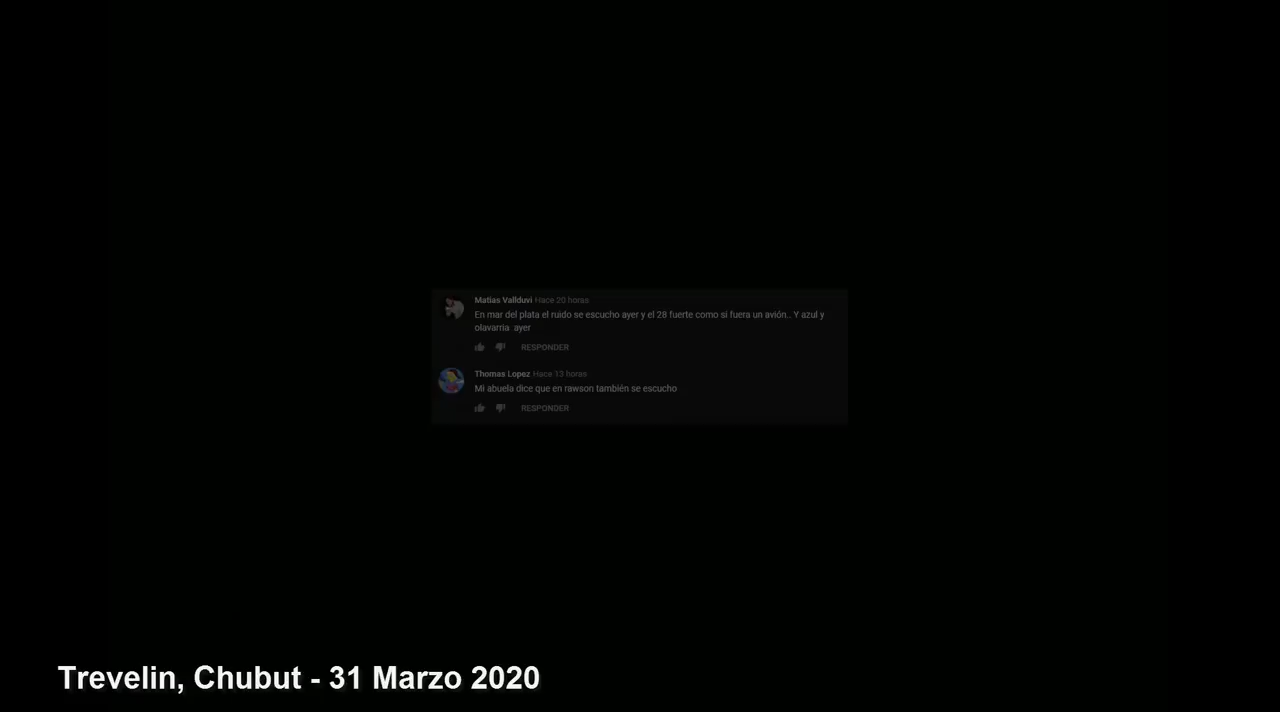 Matias Vallduvi Hace 20 horas
En mar del plata el ruido se escucho ayer y el 28 fuerte como si fuera un avión.. Y azul y
olavarria ayer
RESPONDER
Thomas Lopez Hace 13 horas
Mi abuela dice que en rawson también se escucho
RESPONDER
Trevelin, Chubut - 31 Marzo 2020